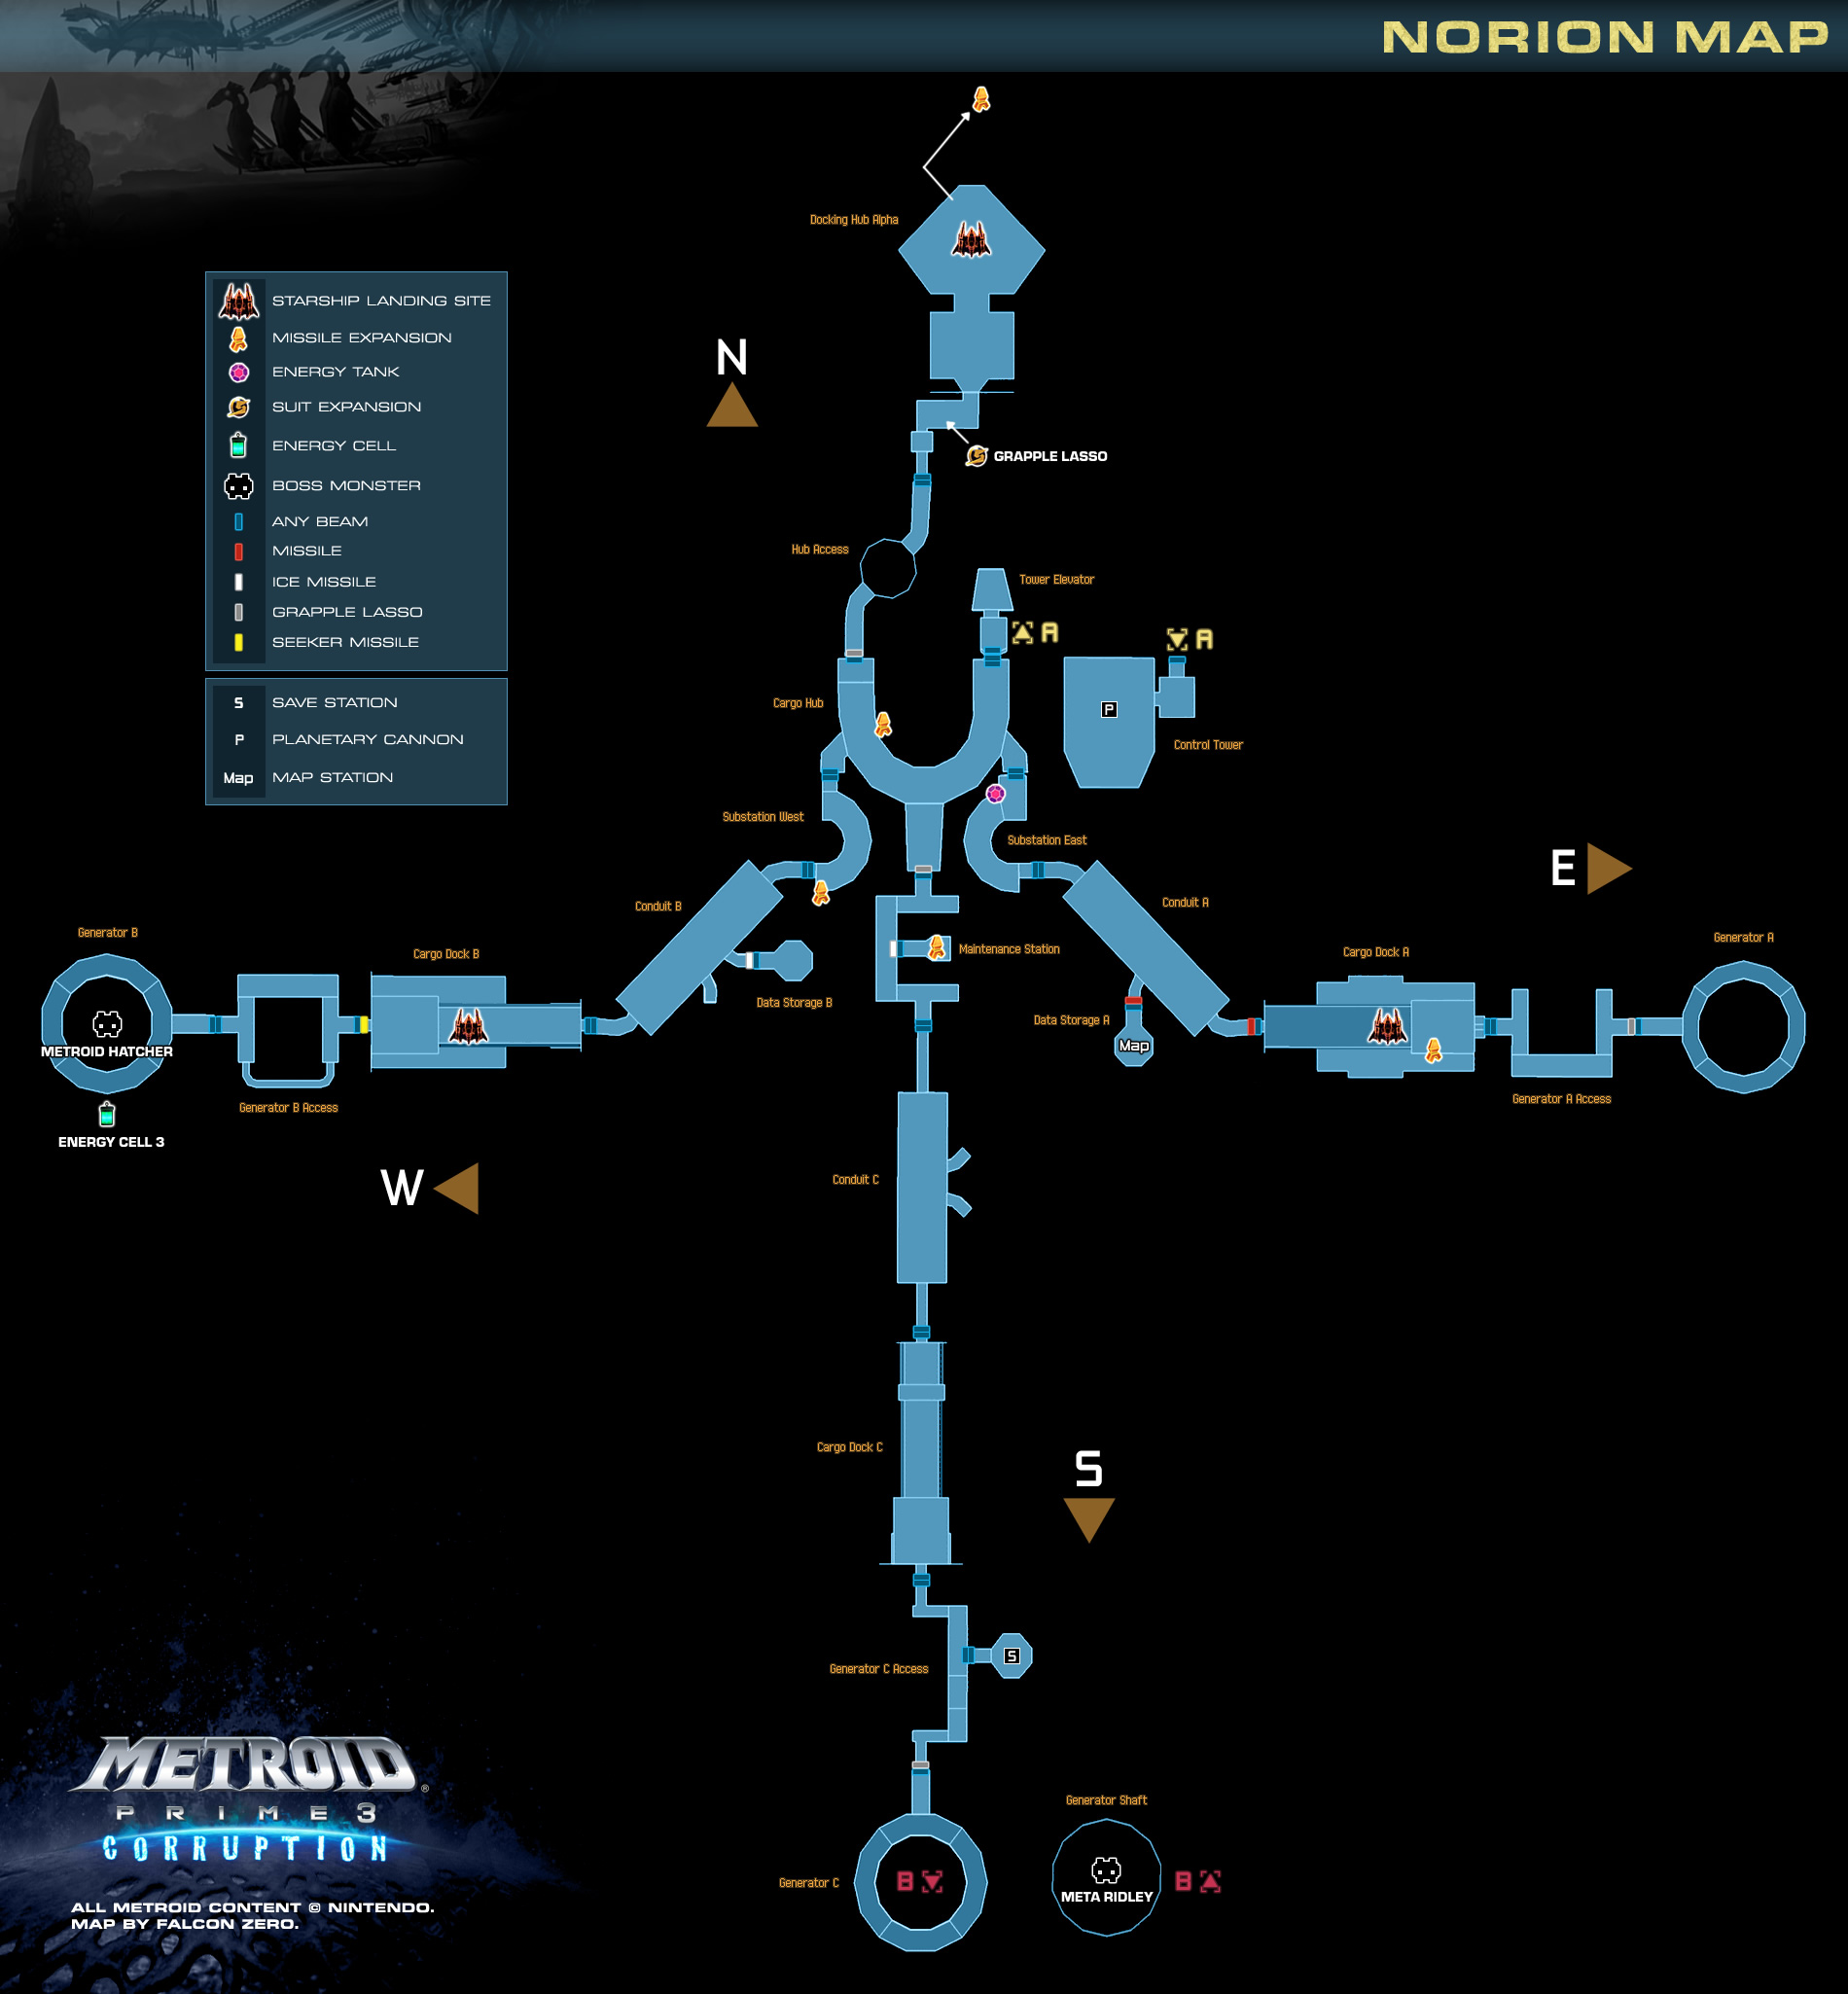 NORION MAP
Docking Hub Alpha
STARSHIP LANDING SITE
MISSILE EXPANSION
ENERGY TANK
SUIT EXPANSION
ENERGY CELL
BOSS MONSTER
ANY BEAM
MISSILE
ICE MISSILE
GRAPPLE LASSO
SEEKER MISSILE
S SAVE STATION
P PLANETARY CANNON
Map MAP STATION
N
GRAPPLE LASSO
Hub Access
Tower Elevator
A
A
Cargo Hub
P
Control Tower
Substation West
Substation East
E
Conduit B
Conduit A
Generator B
Cargo Dock B
Maintenance Station
Cargo Dock A
Generator A
Data Storage B
Data Storage A
Map
METROID HATCHER
Generator B Access
Generator A Access
ENERGY CELL 3
W
Conduit C
Cargo Dock C
S
Generator C Access
S
METROID
PRIME 3
CORRUPTION
®
Generator Shaft
Generator C
B
META RIDLEY
B
ALL METROID CONTENT © NINTENDO.
MAP BY FALCON ZERO.